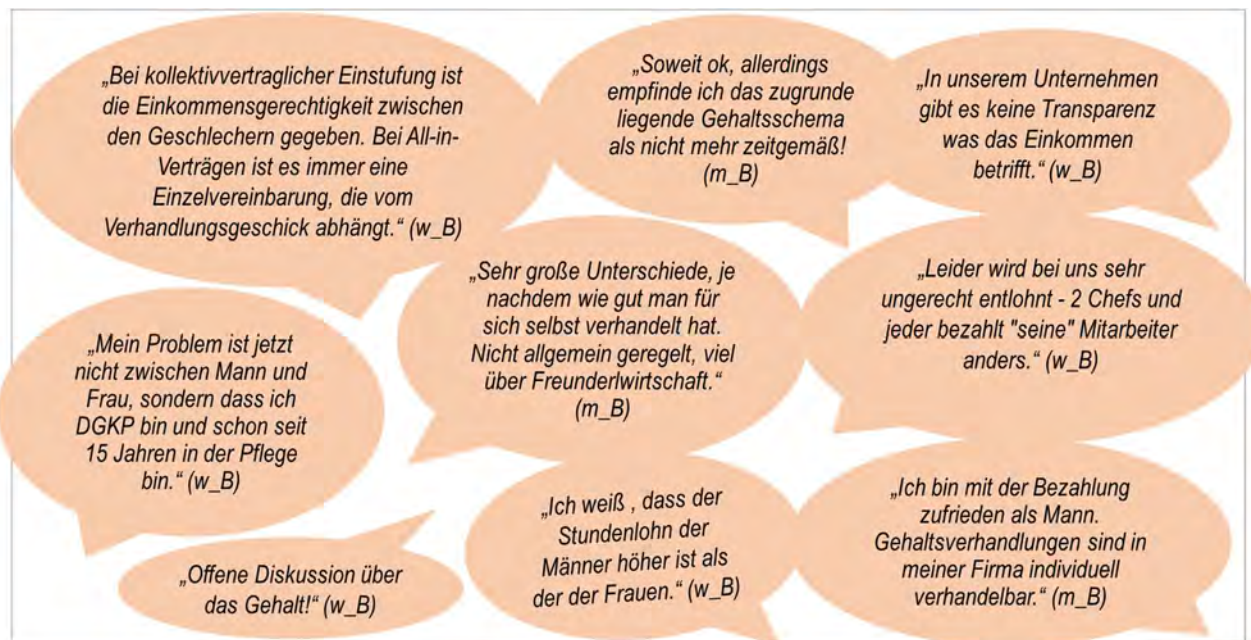 „Bei kollektivvertraglicher Einstufung ist
die Einkommensgerechtigkeit zwischen
den Geschlechern gegeben. Bei All-in-
Verträgen ist es immer eine
Einzelvereinbarung, die vom
Verhandlungsgeschick abhängt.“ (w_B)
„Soweit ok, allerdings
empfinde ich das zugrunde
liegende Gehaltsschema
als nicht mehr zeitgemäß!
(m_B)
„In unserem Unternehmen
gibt es keine Transparenz
was das Einkommen
betrifft.“ (w_B)
„Sehr große Unterschiede, je
nachdem wie gut man für
sich selbst verhandelt hat.
Nicht allgemein geregelt, viel
über Freunderlwirtschaft.“
(m_B)
„Leider wird bei uns sehr
ungerecht entlohnt - 2 Chefs und
jeder bezahlt "seine" Mitarbeiter
anders.“ (w_B)
„Mein Problem ist jetzt
nicht zwischen Mann und
Frau, sondern dass ich
DGKP bin und schon seit
15 Jahren in der Pflege
bin.“ (w_B)
„Ich weiß , dass der
Stundenlohn der
Männer höher ist als
der der Frauen.“ (w_B)
„Ich bin mit der Bezahlung
zufrieden als Mann.
Gehaltsverhandlungen sind in
meiner Firma individuell
verhandelbar.“ (m_B)
„Offene Diskussion über
das Gehalt!“ (w_B)